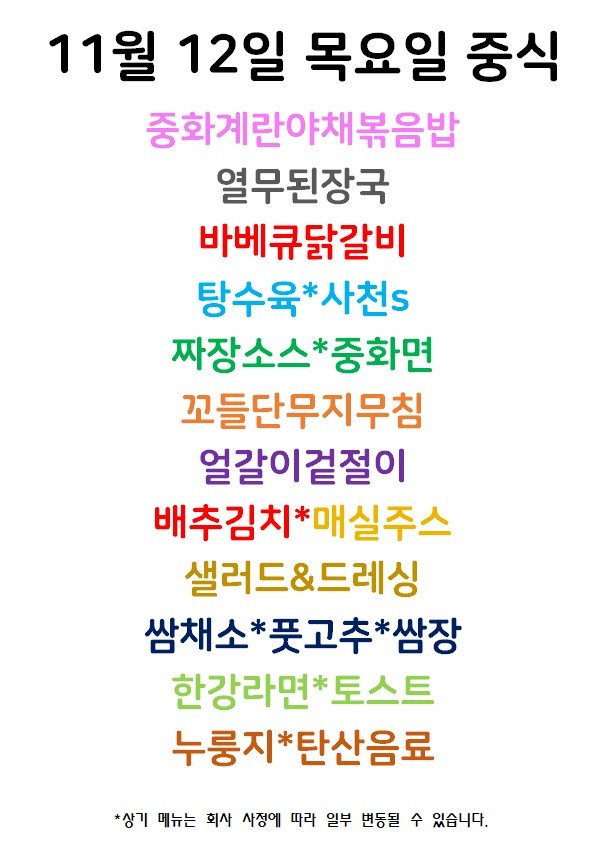 11월 12일 목요일 중식
중화계란야채볶음밥
열무된장국
바베큐닭갈비
탕수육*사천s
짜장소스*중화면
꼬들단무지무침
얼갈이겉절이
배추김치*매실주스
샐러드&드레싱
쌈채소*풋고추*쌈장
한강라면*토스트
누룽지*탄산음료
*상기 메뉴는 회사 사정에 따라 일부 변동될 수 있습니다.